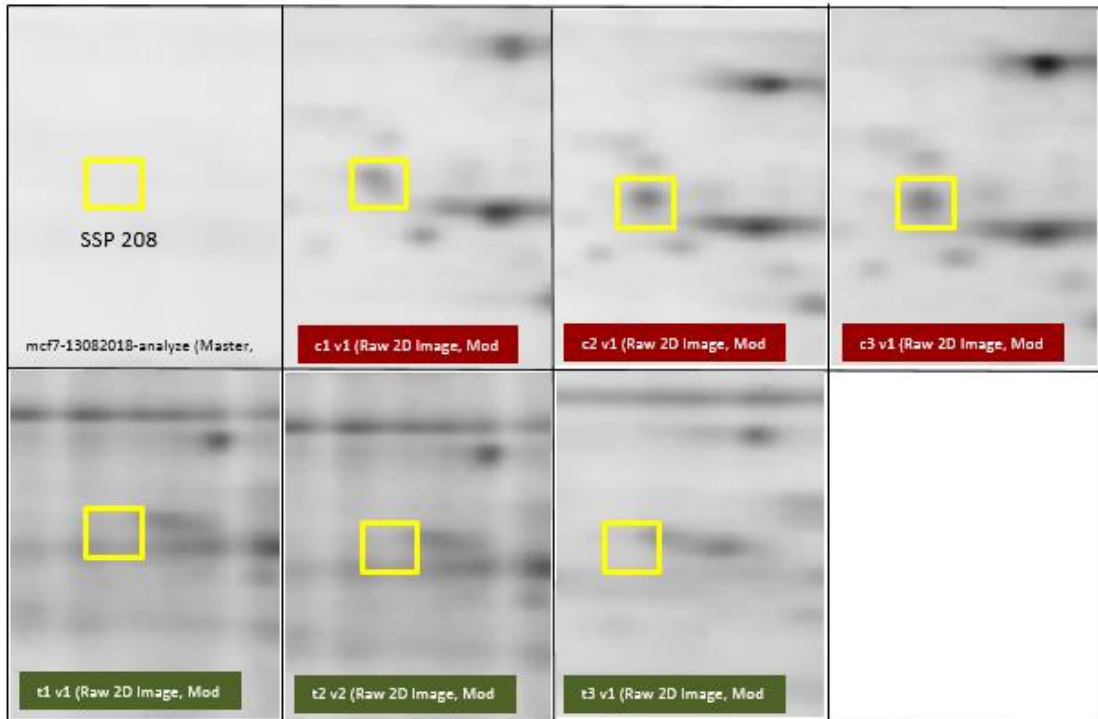 SSP 208
mcf7-13082018-analyze (Master,
c1 v1 (Raw 2D Image, Mod
c2 v1 (Raw 2D Image, Mod
c3 v1 (Raw 2D Image, Mod
t1 v1 (Raw 2D Image, Mod
t2 v2 (Raw 2D Image, Mod
t3 v1 (Raw 2D Image, Mod